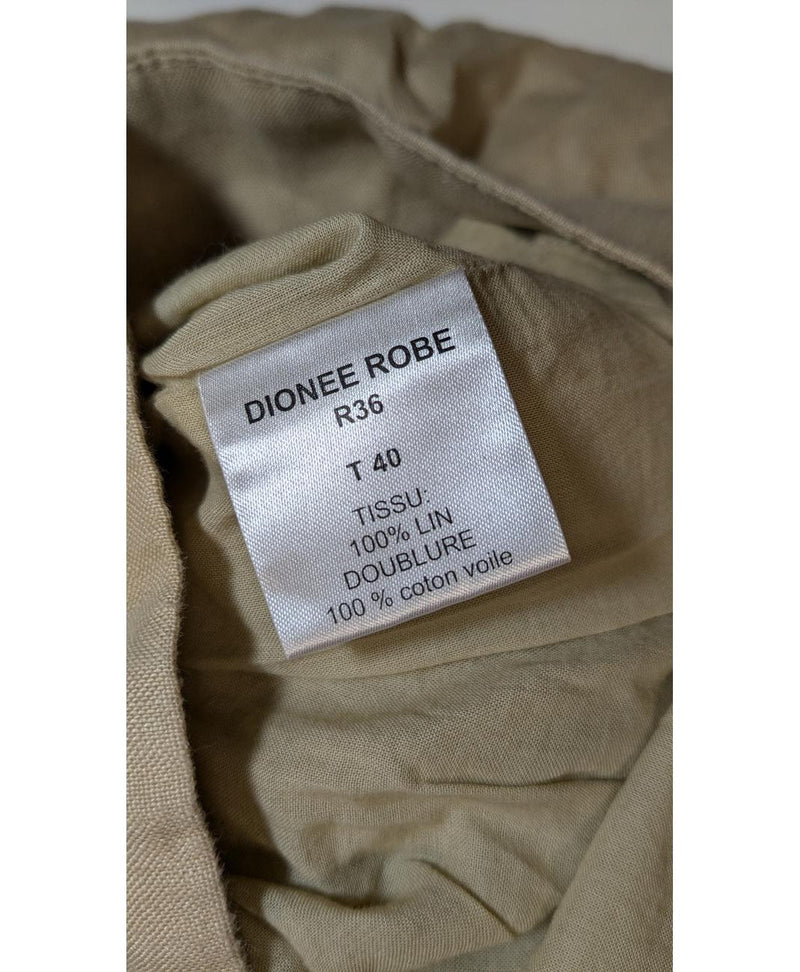 DIONEE ROBE
R36
T 40
TISSU:
100% LIN
DOUBLURE
100 % coton voile